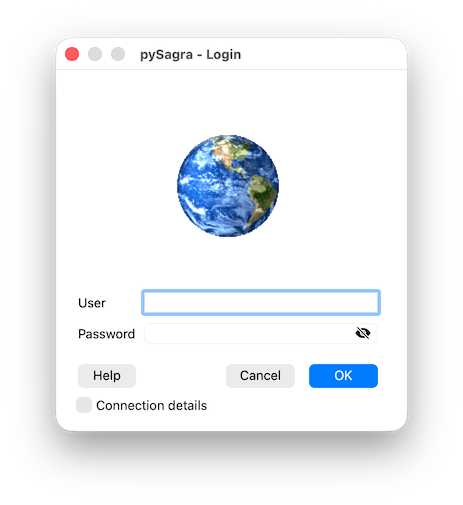 pySagra - Login
User
Password
Help Cancel OK
Connection details